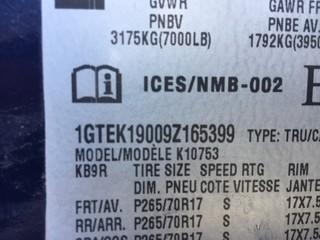 GVWR GAWR F
PNBV PNBE AV.
3175KG(7000LB) 1792KG(3950
ICES/NMB-002 E
1GTEK19009Z165399 TYPE: TRU/CA
MODEL/MODÈLE K10753
KB9R TIRE SIZE SPEED RTG RIM
DIM. PNEU COTE VITESSE JANTE
FRT/AV. P265/70R17 S 17X7.5
RR/ARR. P265/70R17 S 17X7.5